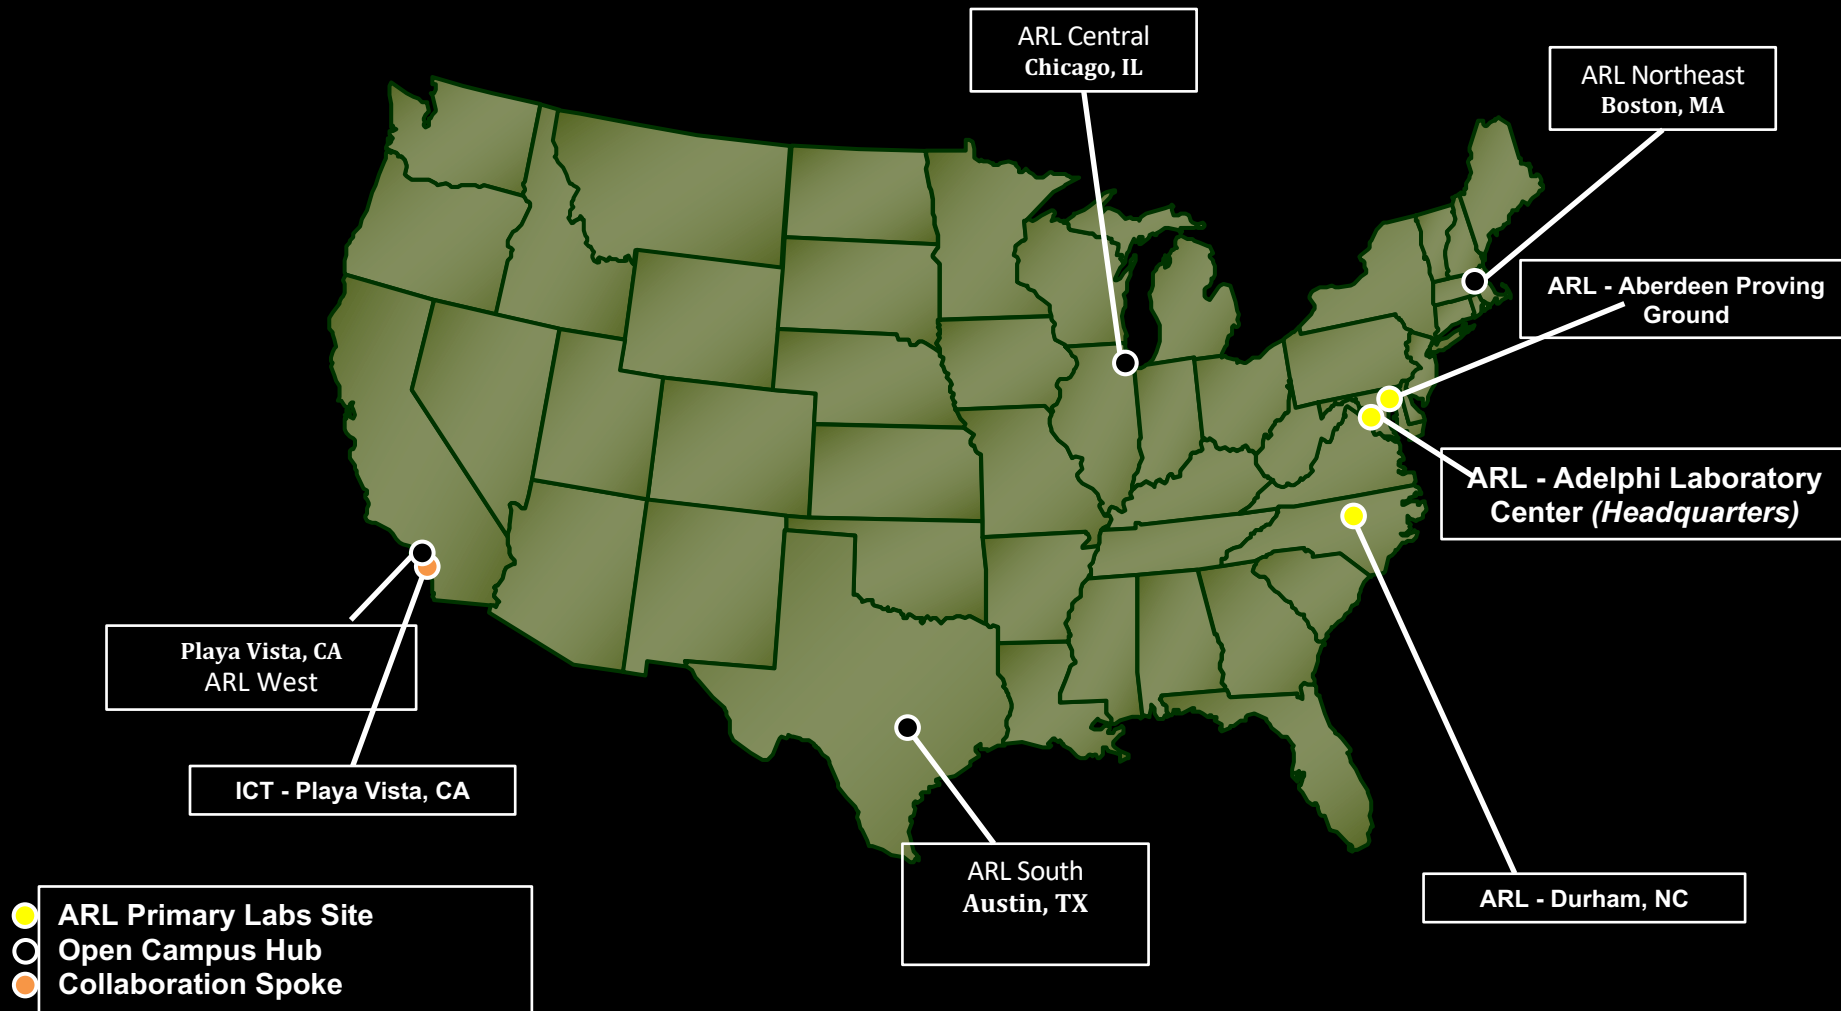 ARL Central
Chicago, IL
ARL Northeast
Boston, MA
ARL - Aberdeen Proving
Ground
ARL - Adelphi Laboratory
Center (Headquarters)
Playa Vista, CA
ARL West
ICT - Playa Vista, CA
ARL South
Austin, TX
ARL - Durham, NC
ARL Primary Labs Site
Open Campus Hub
Collaboration Spoke